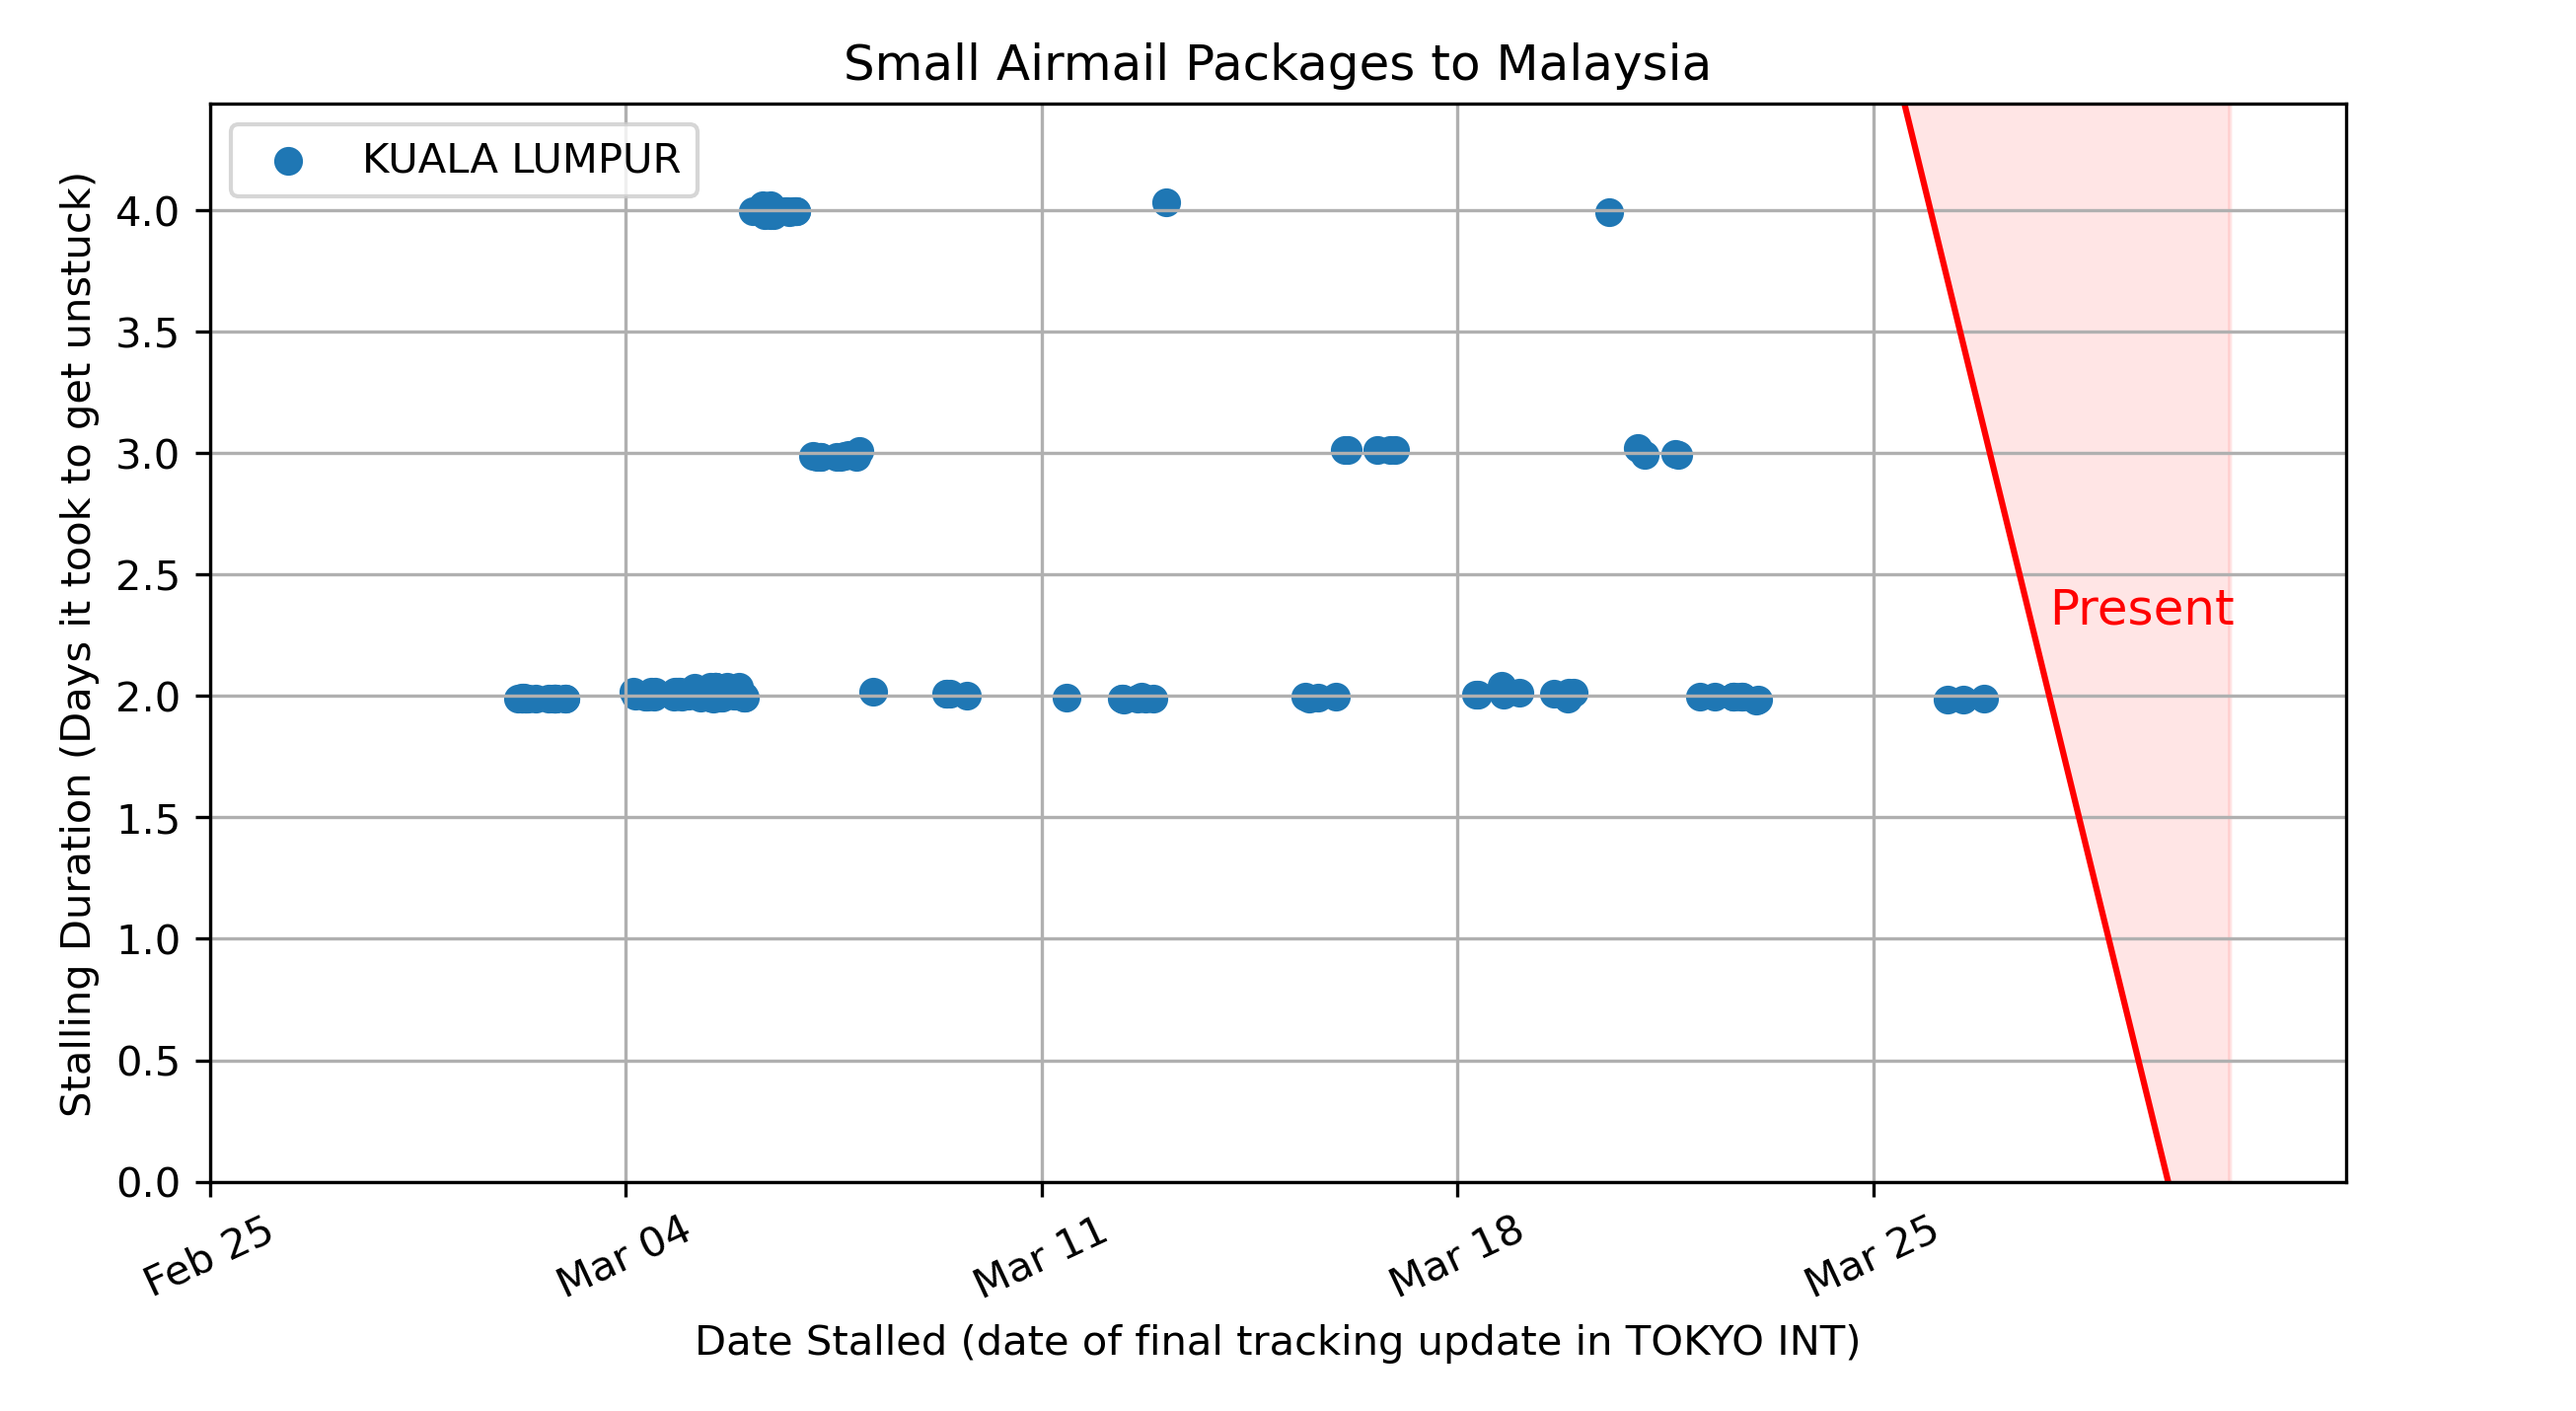 Small Airmail Packages to Malaysia
KUALA LUMPUR
Stalling Duration (Days it took to get unstuck)
4.0
3.5
3.0
2.5
2.0
1.5
1.0
0.5
0.0
Present
Feb 25
Mar 04
Mar 11
Mar 18
Mar 25
Date Stalled (date of final tracking update in TOKYO INT)